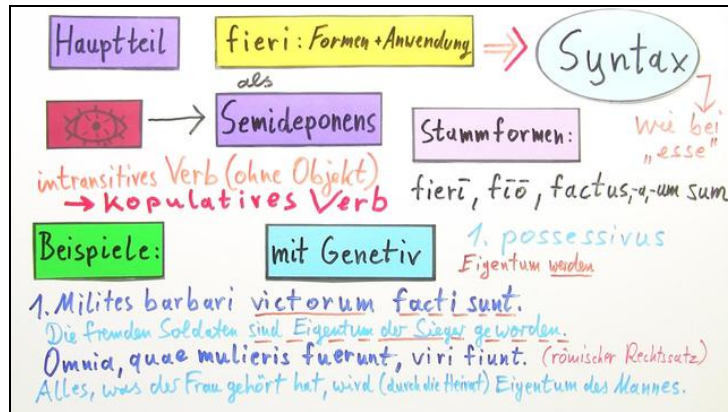 Hauptteil
fieri: Formen + Anwendung
Syntax
als
Semideponens
Stammformen:
wie bei
„esse"
intransitives Verb (ohne Objekt)
→ kopulatives Verb
fierī, fīō, factus,-a,-um sum
Beispiele:
mit Genetiv
1. possessivus
Eigentum werden
1. Milites barbari victorum facti sunt.
Die fremden Soldaten sind Eigentum der Sieger geworden.
Omnia, quae mulieris fuerunt, viri fiunt. (römischer Rechtssatz)
Alles, was der Frau gehört hat, wird (durch die Heirat) Eigentum des Mannes.